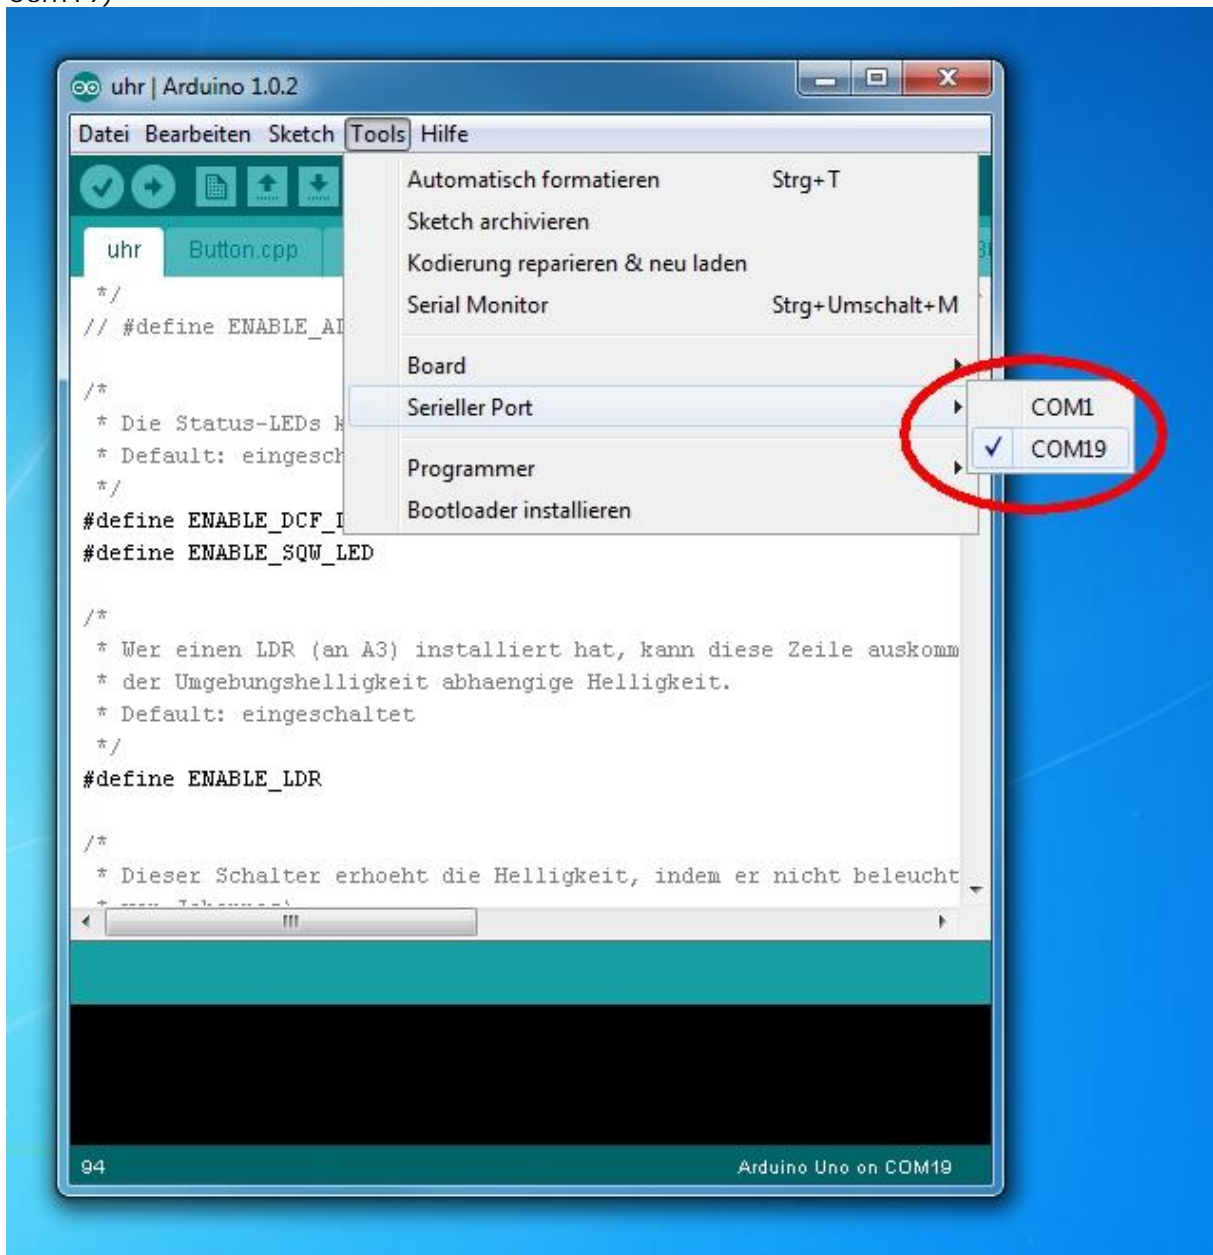 uhr | Arduino 1.0.2
Datei Bearbeiten Sketch Tools Hilfe
Automatisch formatieren Strg+T
Sketch archivieren
Kodierung reparieren & neu laden
Serial Monitor Strg+Umschalt+M
Board
Serieller Port
COM1
COM19
Programmer
Bootloader installieren
uhr Button.cpp
*/
// #define
/*
* Die Status-LEDs
* Default:
*/
#define
#define ENABLE_SQW_LED
/*
* Wer einen LDR (an A3) installiert hat, kann diese Zeile auskomm
* der Umgebungshelligkeit abhaengige Helligkeit.
* Default: eingeschaltet
*/
#define ENABLE_LDR
/*
* Dieser Schalter erhoeht die Helligkeit, indem er nicht beleucht
94
Arduino Uno on COM19